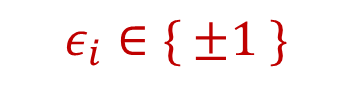 ϵᵢ ∈ { ±1 }